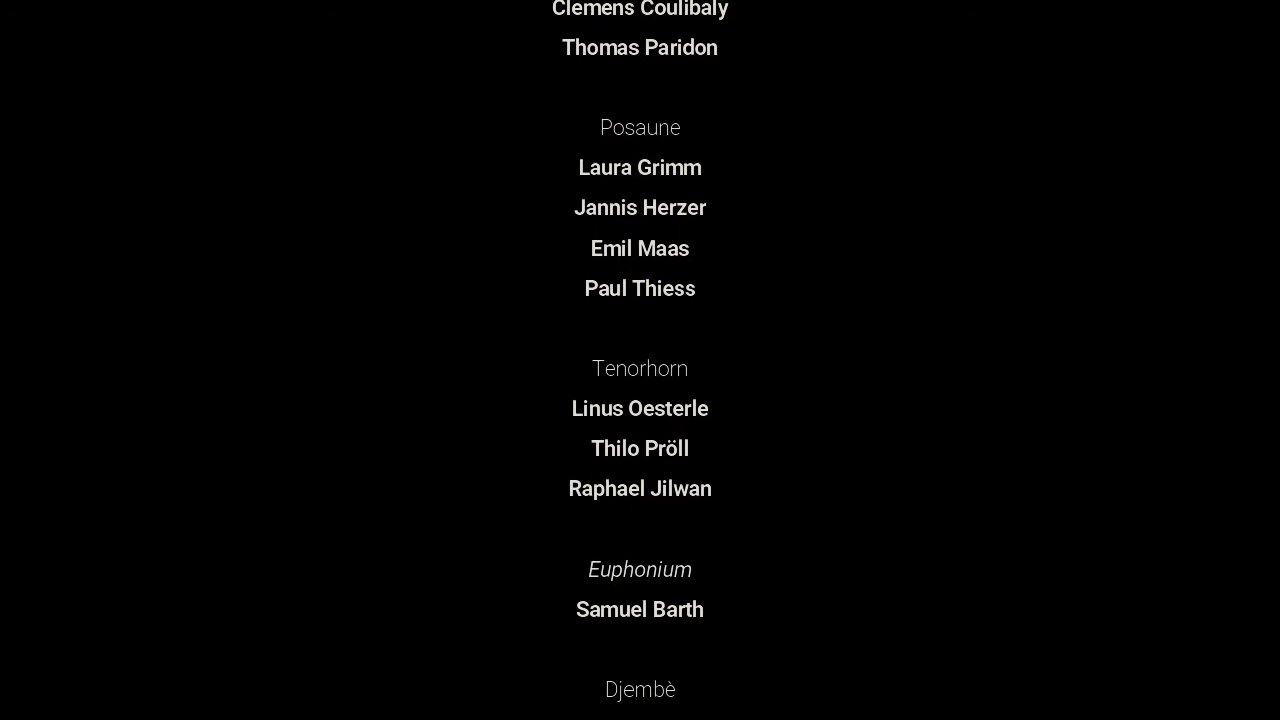 Clemens Coulibaly
Thomas Paridon
Posaune
Laura Grimm
Jannis Herzer
Emil Maas
Paul Thiess
Tenorhorn
Linus Oesterle
Thilo Pröll
Raphael Jilwan
Euphonium
Samuel Barth
Djembè